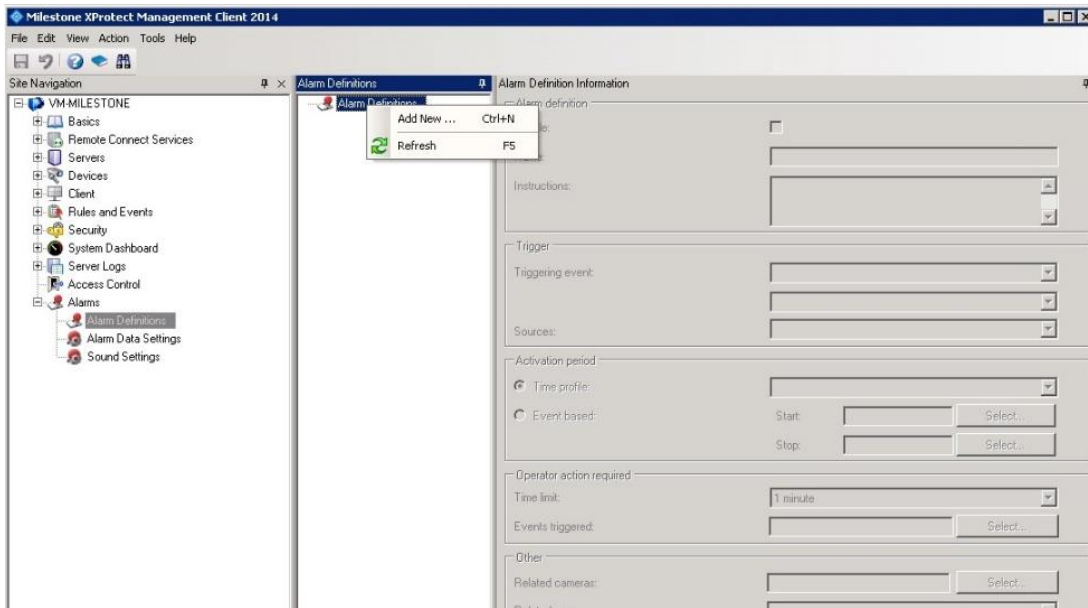 Milestone XProtect Management Client 2014
File Edit View Action Tools Help
Site Navigation
VM-MILESTONE
Basics
Remote Connect Services
Servers
Devices
Client
Rules and Events
Security
System Dashboard
Server Logs
Access Control
Alarms
Alarm Definitions
Alarm Data Settings
Sound Settings
Alarm Definitions
Alarm Definitions
Add New ... Ctrl+N
Refresh F5
Alarm Definition Information
Alarm definition
Instructions:
Trigger
Triggering event:
Sources:
Activation period
Time profile:
Event based: Start: Select...
Stop: Select...
Operator action required
Time limit: 1 minute
Events triggered: Select...
Other
Related cameras: Select...